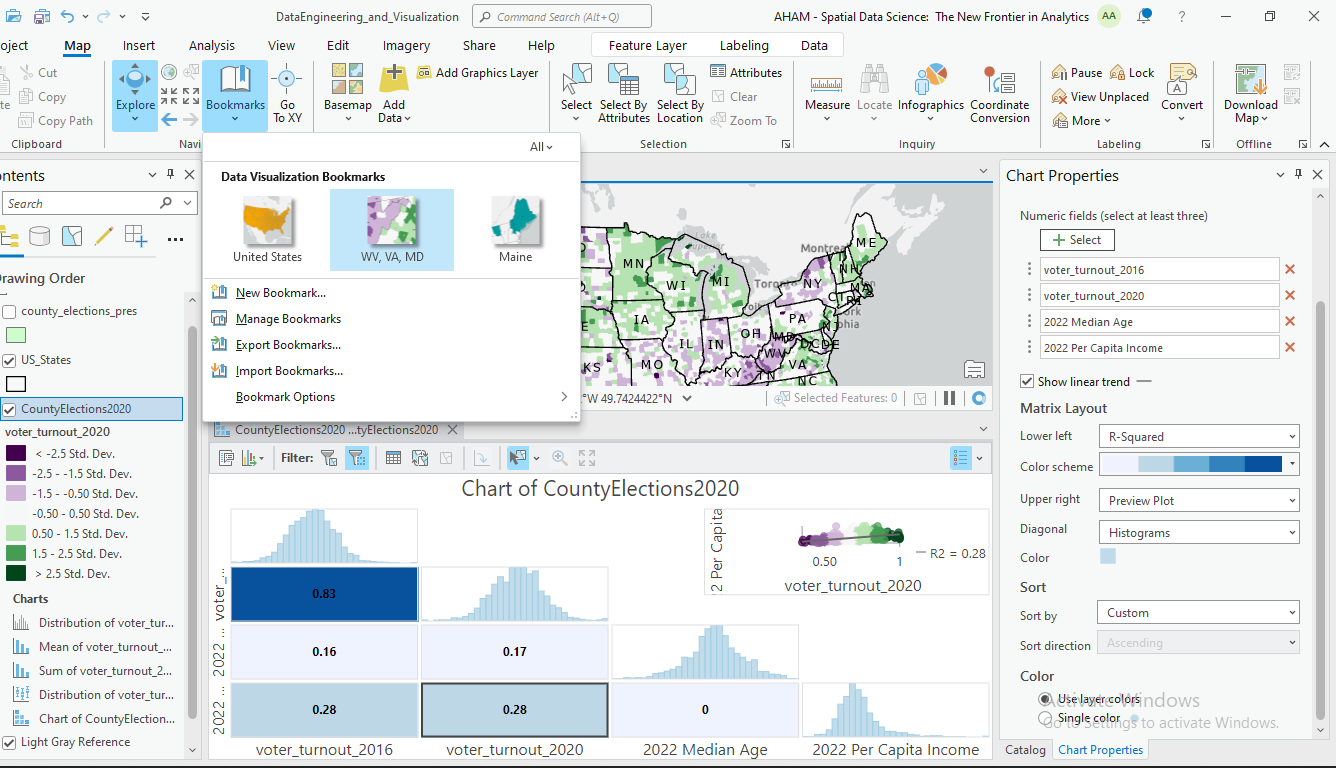 DataEngineering_and_Visualization
Command Search (Alt+Q)
AHAM - Spatial Data Science: The New Frontier in Analytics
AA
oject
Map
Insert
Analysis
View
Edit
Imagery
Share
Help
Feature Layer
Labeling
Data
Cut
Copy
Copy Path
Clipboard
Explore
Bookmarks
Go
To XY
Navi
Basemap
Add
Data
Add Graphics Layer
Select
Select By
Attributes
Select By
Location
Attributes
Clear
Zoom To
Selection
Measure
Locate
Infographics
Coordinate
Conversion
Inquiry
Pause
Lock
View Unplaced
More
Convert
Labeling
Download
Map
Offline
ontents
Search
Drawing Order
county_elections_pres
US_States
CountyElections2020
voter_turnout_2020
< -2.5 Std. Dev.
-2.5 - -1.5 Std. Dev.
-1.5 - -0.50 Std. Dev.
-0.50 - 0.50 Std. Dev.
0.50 - 1.5 Std. Dev.
1.5 - 2.5 Std. Dev.
> 2.5 Std. Dev.
Charts
Distribution of voter_tur...
Mean of voter_turnout_...
Sum of voter_turnout_2...
Distribution of voter_tur...
Chart of CountyElection...
Light Gray Reference
All
Data Visualization Bookmarks
United States
WV, VA, MD
Maine
New Bookmark...
Manage Bookmarks
Export Bookmarks...
Import Bookmarks...
Bookmark Options
MN
WI
MI
IA
IL
IN
OH
PA
NY
ME
NH
MA
CT
RI
MD
DC
DE
WV
VA
KY
MO
KS
TN
NC
Lake
Superior
Montrea
Toronto
°W 49.7424422°N
Selected Features: 0
CountyElections2020 ...tyElections2020
Filter:
Chart of CountyElections2020
2 Per Capita
0.50
1
R2 = 0.28
voter_turnout_2020
voter_...
0.83
2022 ...
0.16
0.17
2022 ...
0.28
0.28
0
voter_turnout_2016
voter_turnout_2020
2022 Median Age
2022 Per Capita Income
Chart Properties
Numeric fields (select at least three)
Select
voter_turnout_2016
voter_turnout_2020
2022 Median Age
2022 Per Capita Income
Show linear trend
Matrix Layout
Lower left
R-Squared
Color scheme
Upper right
Preview Plot
Diagonal
Histograms
Color
Sort
Sort by
Custom
Sort direction
Ascending
Color
Use layer colors
Single color
Activate Windows
Go to Settings to activate Windows.
Catalog
Chart Properties